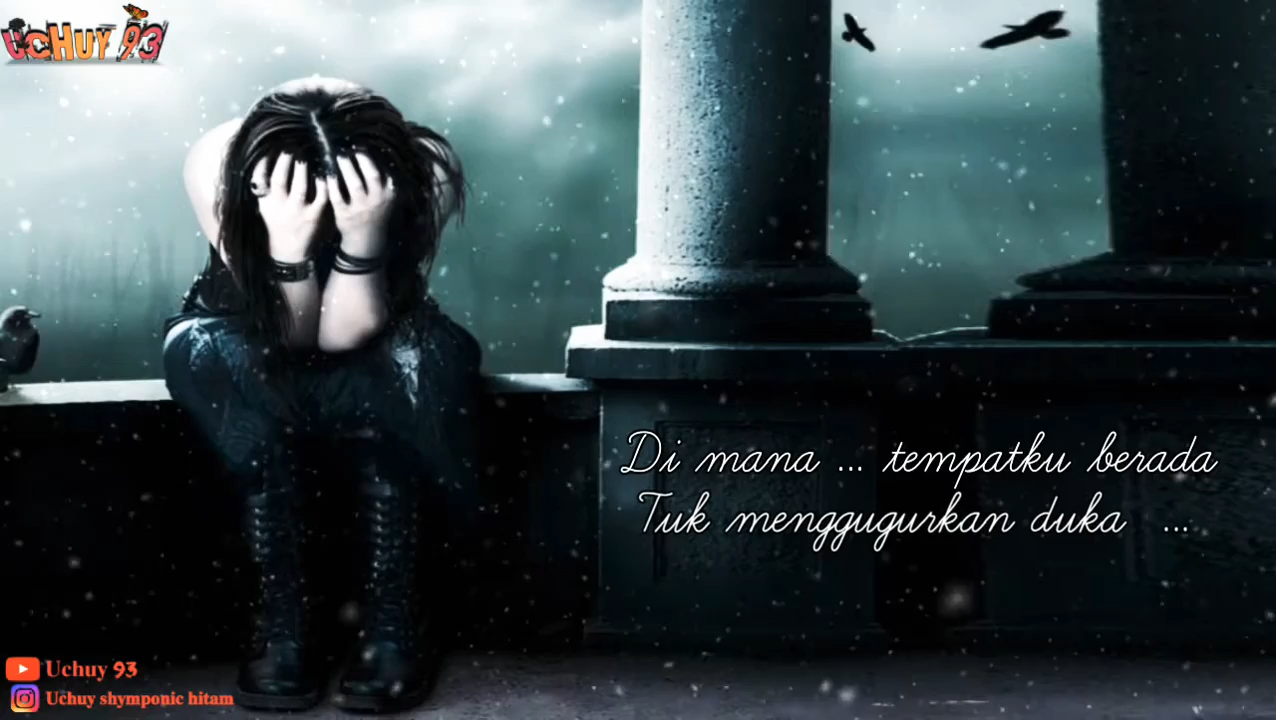 UCHUY 93
Di mana ... tempatku berada
Tuk menggugurkan duka ...
Uchuy 93
Uchuy shymponic hitam